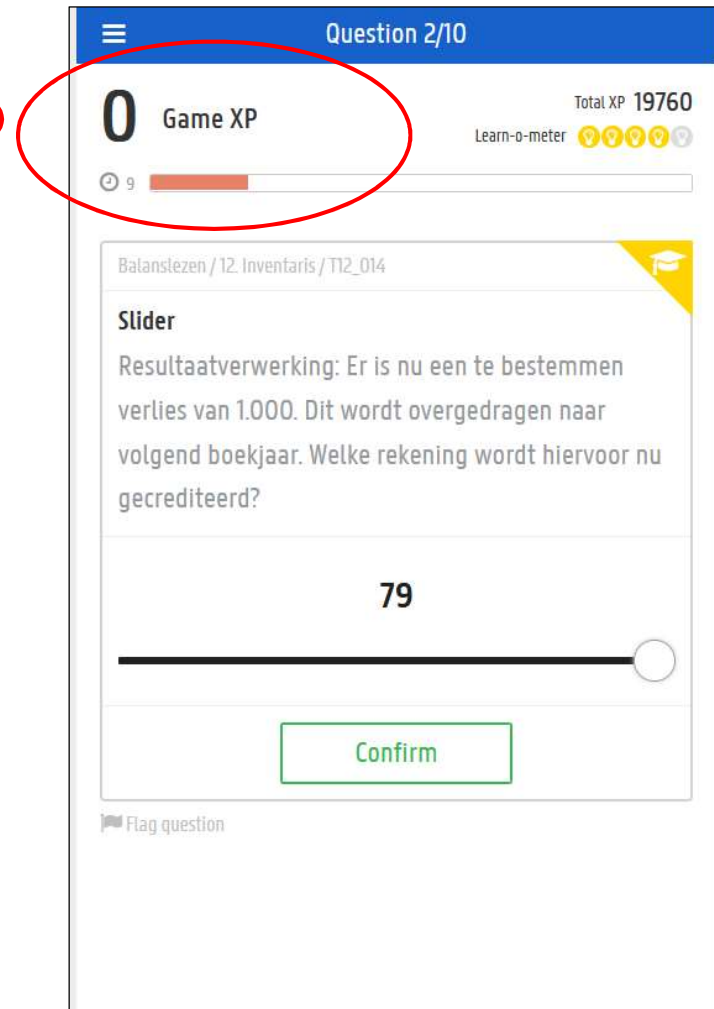 Question 2/10
0 Game XP
Total XP 19760
Learn-o-meter
9
Balanslezen / 12. Inventaris / T12_014
Slider
Resultaatverwerking: Er is nu een te bestemmen
verlies van 1.000. Dit wordt overgedragen naar
volgend boekjaar. Welke rekening wordt hiervoor nu
gecrediteerd?
79
Confirm
Flag question